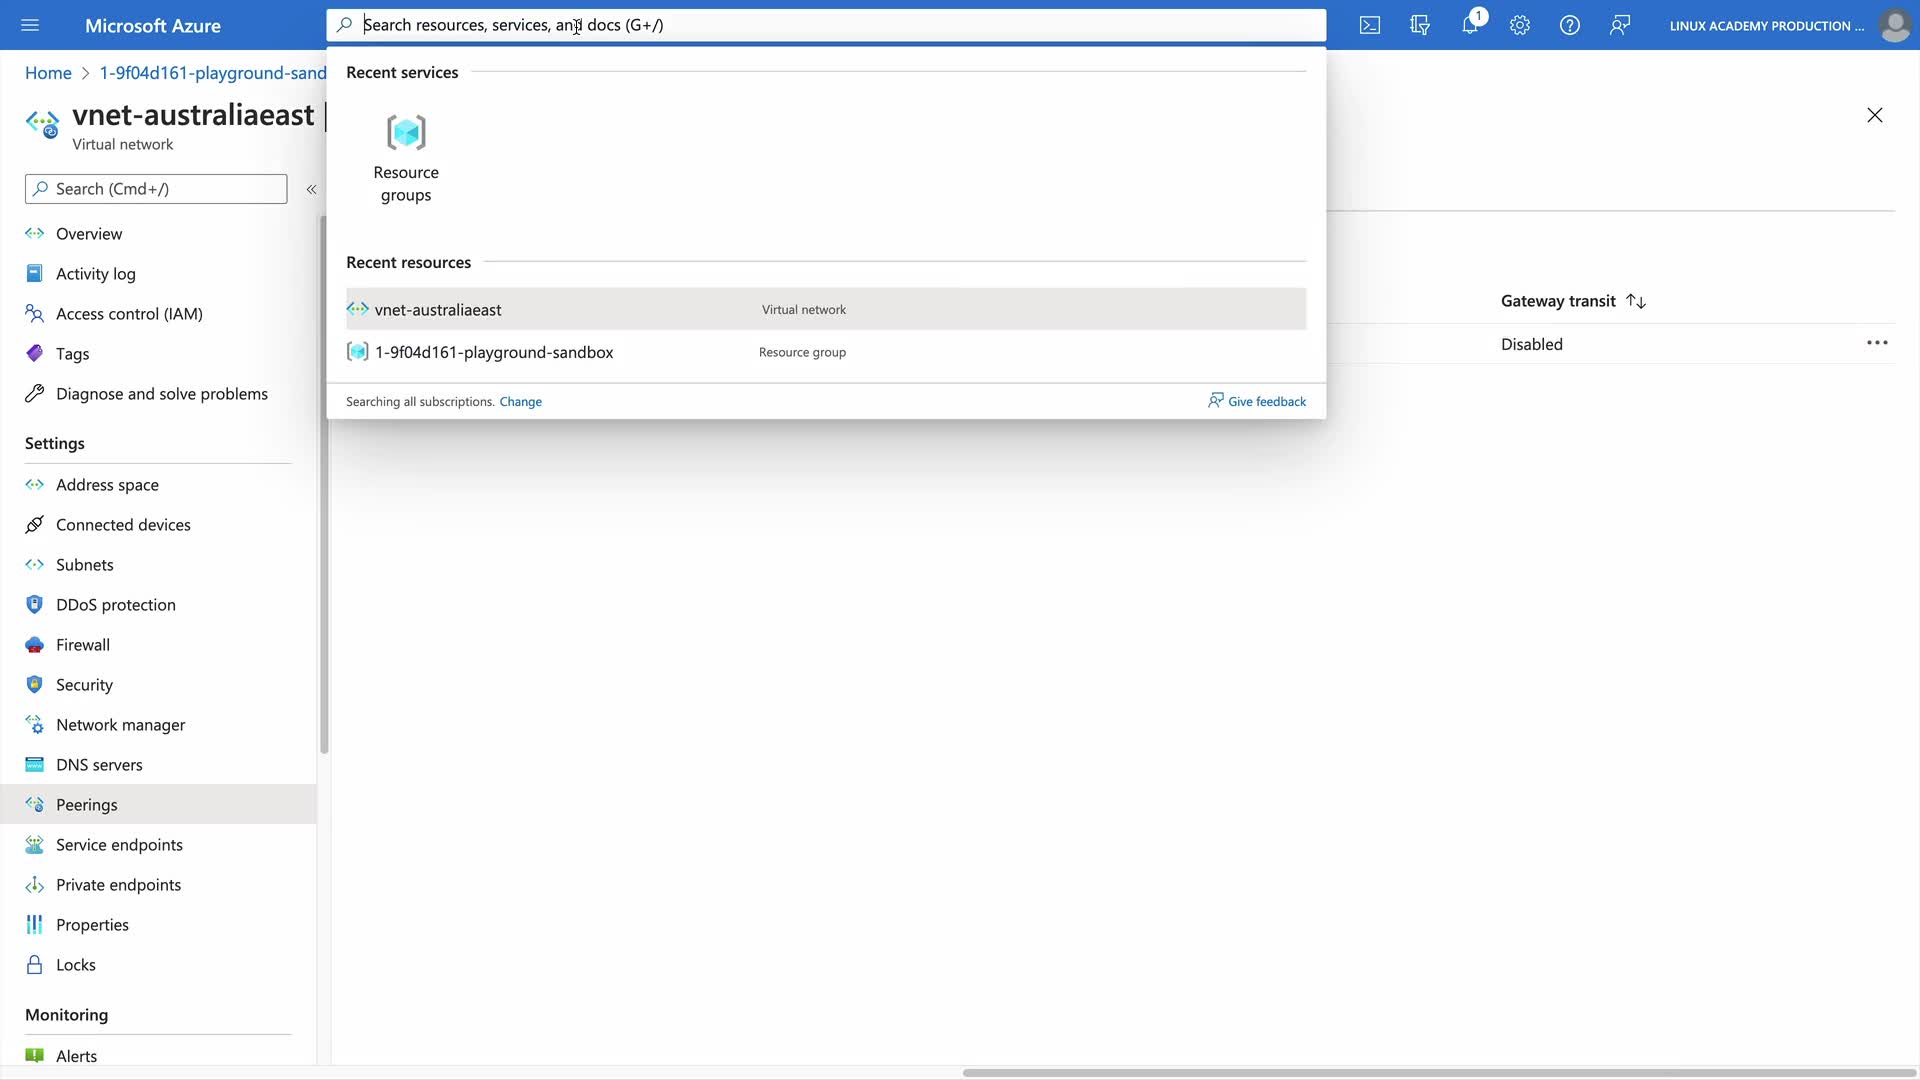 Microsoft Azure
Search resources, services, and docs (G+/)
1
LINUX ACADEMY PRODUCTION ...
Home > 1-9f04d161-playground-sand
vnet-australiaeast |
Virtual network
Search (Cmd+/)
«
Overview
Activity log
Access control (IAM)
Tags
Diagnose and solve problems
Settings
Address space
Connected devices
Subnets
DDoS protection
Firewall
Security
Network manager
DNS servers
Peerings
Service endpoints
Private endpoints
Properties
Locks
Monitoring
Alerts
Recent services
Resource
groups
Recent resources
vnet-australiaeast Virtual network
1-9f04d161-playground-sandbox Resource group
Searching all subscriptions. Change
Give feedback
Gateway transit ↑↓
Disabled ...